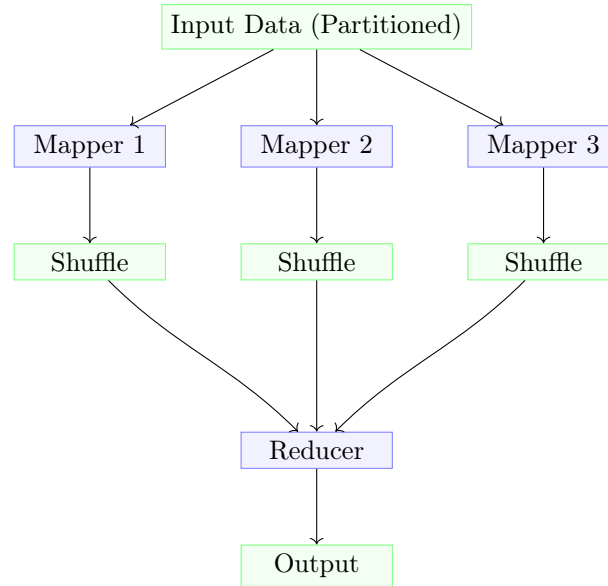 Input Data (Partitioned)
Mapper 1
Mapper 2
Mapper 3
Shuffle
Shuffle
Shuffle
Reducer
Output